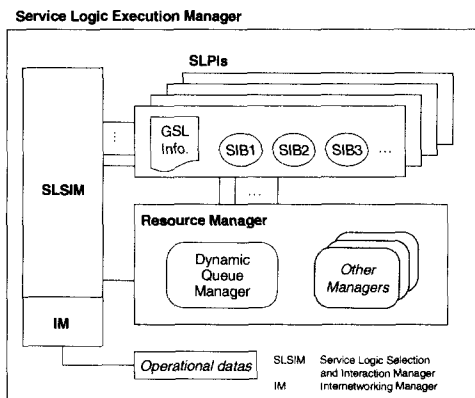 Service Logic Execution Manager
SLPIs
GSL
Info.
SIB1
SIB2
SIB3
...
...
SLSIM
...
Resource Manager
Dynamic
Queue
Manager
Other
Managers
IM
Operational datas
SLSIM Service Logic Selection
and Interaction Manager
IM Internetworking Manager